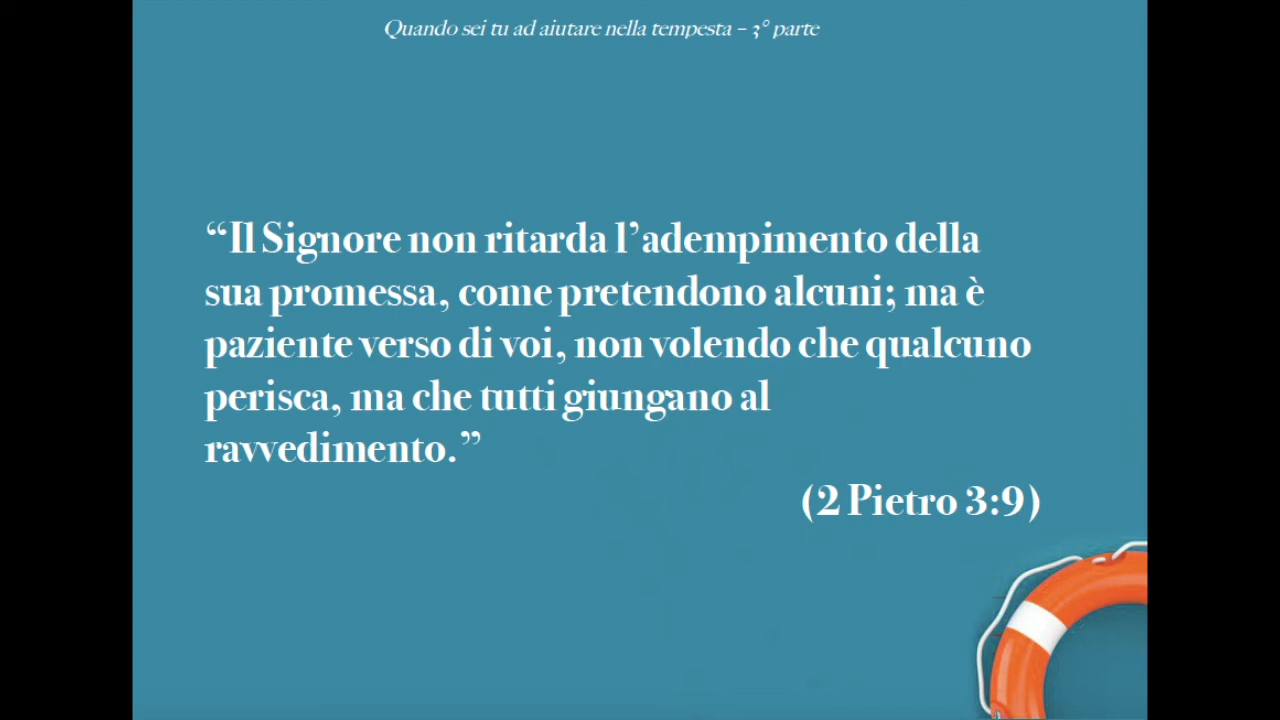 Quando sei tu ad aiutare nella tempesta – 3° parte
“Il Signore non ritarda l’adempimento della
sua promessa, come pretendono alcuni; ma è
paziente verso di voi, non volendo che qualcuno
perisca, ma che tutti giungano al
ravvedimento.”
(2 Pietro 3:9)